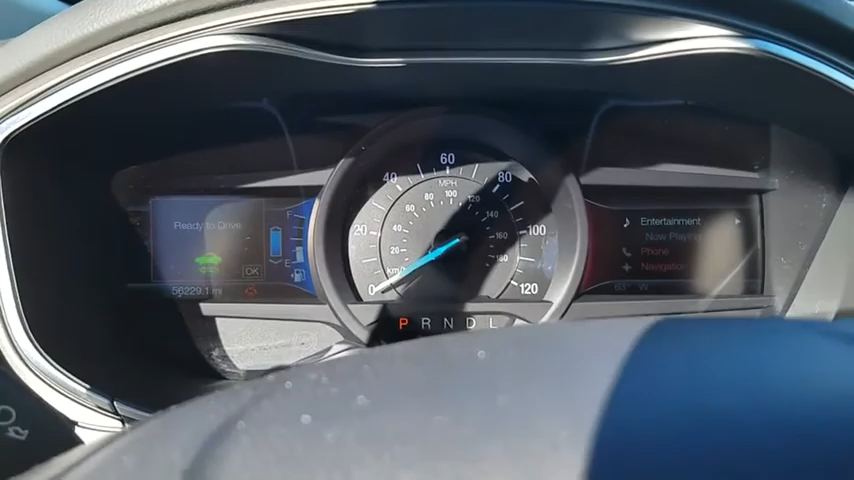 Ready to Drive
F
E
OK
56229.1 mi
0
20
40
60
80
100
120
MPH
20
40
60
80
100
120
140
160
180
km/h
P R N D L
Entertainment
Now Playing
Phone
Navigation
63° W